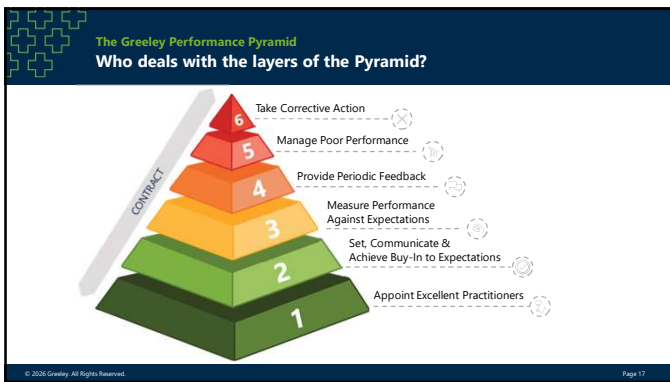 The Greeley Performance Pyramid
Who deals with the layers of the Pyramid?
CONTRACT
6
Take Corrective Action
5
Manage Poor Performance
4
Provide Periodic Feedback
3
Measure Performance
Against Expectations
2
Set, Communicate &
Achieve Buy-In to Expectations
1
Appoint Excellent Practitioners
© 2026 Greeley. All Rights Reserved.
Page 17